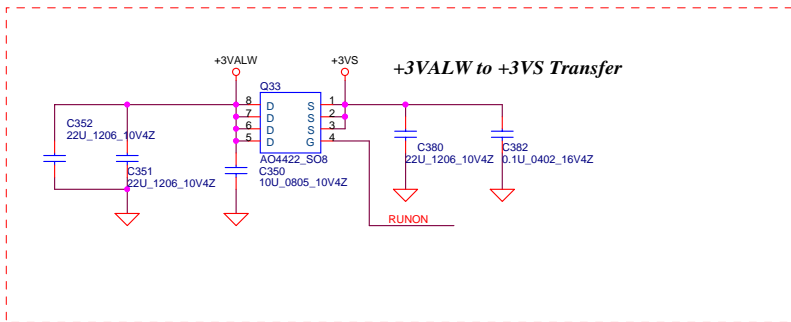 +3VALW
+3VS
+3VALW to +3VS Transfer
Q33
8 D S 1
7 D S 2
6 D S 3
5 D G 4
AO4422_SO8
C352
22U_1206_10V4Z
C351
22U_1206_10V4Z
C350
10U_0805_10V4Z
C380
22U_1206_10V4Z
C382
0.1U_0402_16V4Z
RUNON